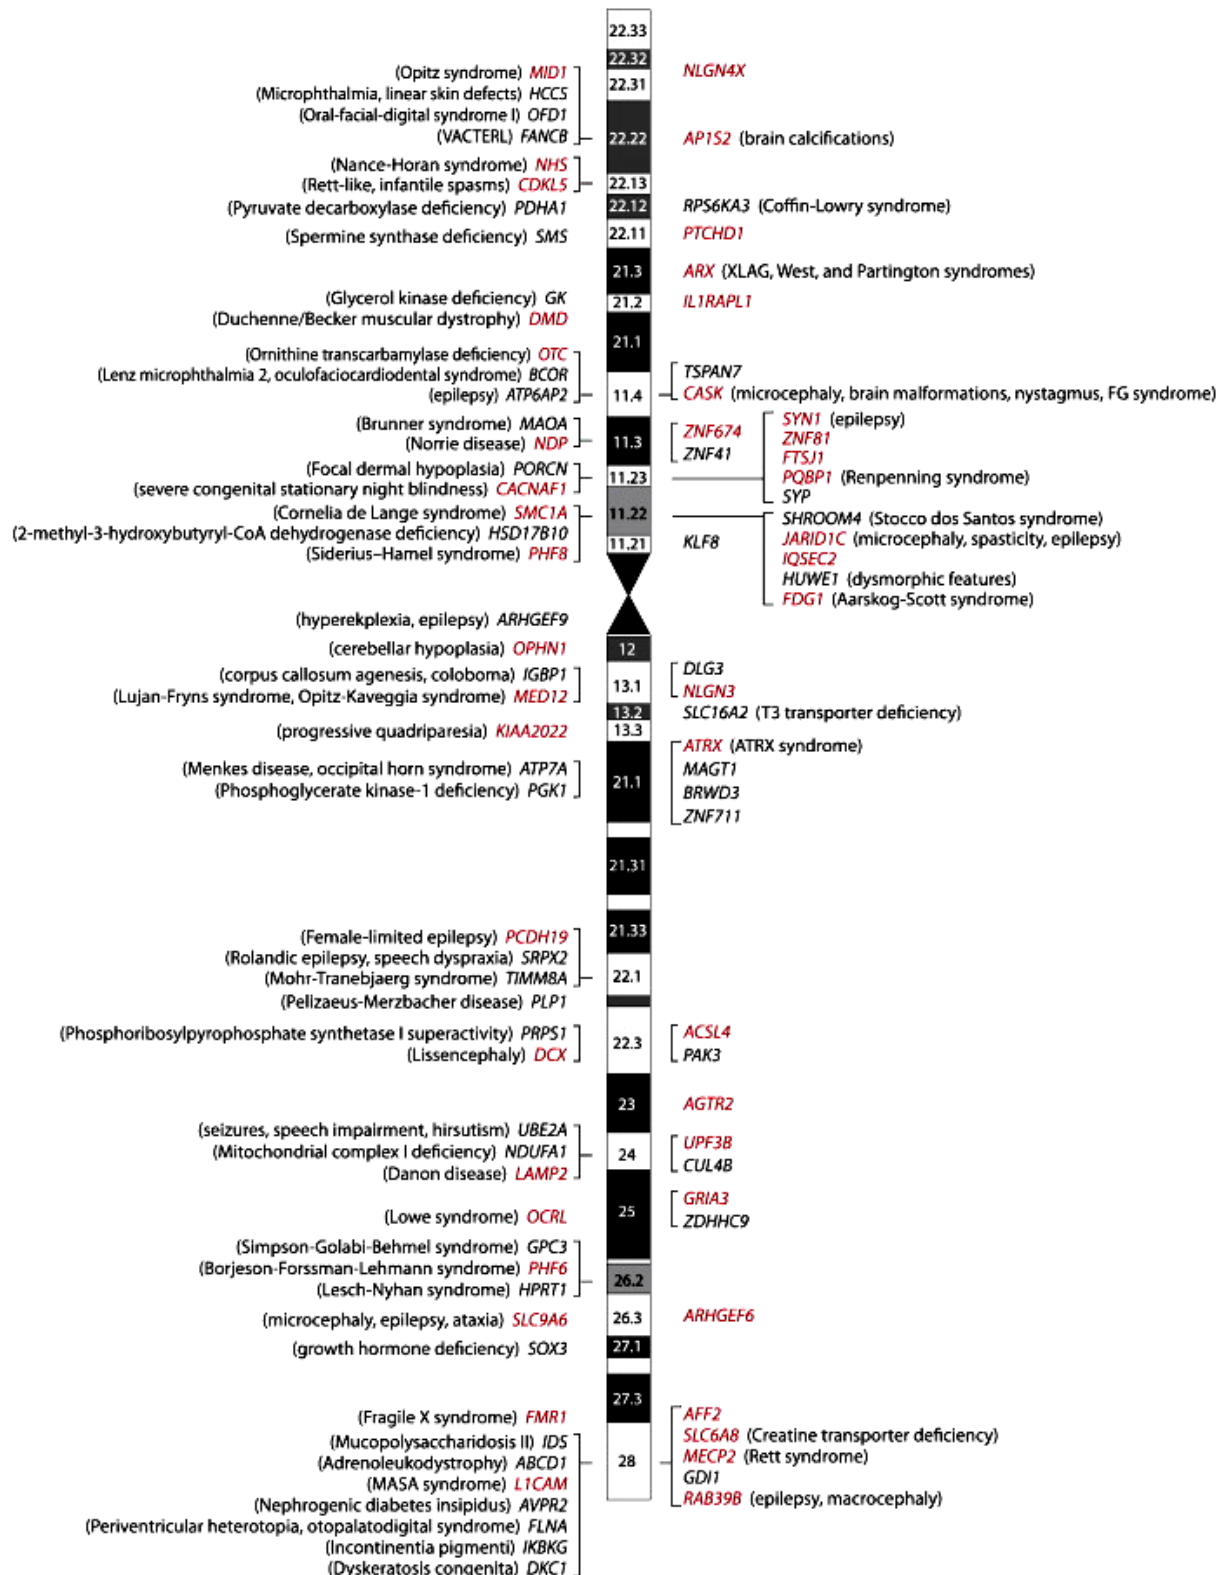 22.33
22.32
NLGN4X
(Opitz syndrome) MID1
22.31
(Microphthalmia, linear skin defects) HCCS
(Oral-facial-digital syndrome I) OFD1
(VACTERL) FANCB
22.22
AP1S2 (brain calcifications)
(Nance-Horan syndrome) NHS
(Rett-like, infantile spasms) CDKL5
22.13
(Pyruvate decarboxylase deficiency) PDHA1
22.12
RPS6KA3 (Coffin-Lowry syndrome)
(Spermine synthase deficiency) SMS
22.11
PTCHD1
21.3
ARX (XLAG, West, and Partington syndromes)
(Glycerol kinase deficiency) GK
21.2
IL1RAPL1
(Duchenne/Becker muscular dystrophy) DMD
21.1
(Ornithine transcarbamylase deficiency) OTC
(Lenz microphthalmia 2, oculofaciocardiodental syndrome) BCOR
(epilepsy) ATP6AP2
11.4
TSPAN7
CASK (microcephaly, brain malformations, nystagmus, FG syndrome)
(Brunner syndrome) MAOA
(Norrie disease) NDP
11.3
ZNF674
ZNF41
SYN1 (epilepsy)
ZNF81
FTSJ1
PQBP1 (Renpenning syndrome)
SYP
(Focal dermal hypoplasia) PORCN
(severe congenital stationary night blindness) CACNAF1
11.23
(Cornelia de Lange syndrome) SMC1A
(2-methyl-3-hydroxybutyryl-CoA dehydrogenase deficiency) HSD17B10
(Siderius-Hamel syndrome) PHF8
11.22
11.21
KLF8
SHROOM4 (Stocco dos Santos syndrome)
JARID1C (microcephaly, spasticity, epilepsy)
IQSEC2
HUWE1 (dysmorphic features)
FDG1 (Aarskog-Scott syndrome)
(hyperekplexia, epilepsy) ARHGEF9
(cerebellar hypoplasia) OPHN1
12
(corpus callosum agenesis, coloboma) IGBP1
(Lujan-Fryns syndrome, Opitz-Kaveggia syndrome) MED12
13.1
DLG3
NLGN3
13.2
SLC16A2 (T3 transporter deficiency)
(progressive quadriparesia) KIAA2022
13.3
ATRX (ATRX syndrome)
MAGT1
BRWD3
ZNF711
(Menkes disease, occipital horn syndrome) ATP7A
(Phosphoglycerate kinase-1 deficiency) PGK1
21.1
21.31
21.33
(Female-limited epilepsy) PCDH19
(Rolandic epilepsy, speech dyspraxia) SRPX2
(Mohr-Tranebjaerg syndrome) TIMM8A
22.1
(Pelizaeus-Merzbacher disease) PLP1
(Phosphoribosylpyrophosphate synthetase I superactivity) PRPS1
(Lissencephaly) DCX
22.3
ACSL4
PAK3
23
AGTR2
(seizures, speech impairment, hirsutism) UBE2A
(Mitochondrial complex I deficiency) NDUFA1
(Danon disease) LAMP2
24
UPF3B
CUL4B
(Lowe syndrome) OCRL
25
GRIA3
ZDHHC9
(Simpson-Golabi-Behmel syndrome) GPC3
(Borjeson-Forssman-Lehmann syndrome) PHF6
(Lesch-Nyhan syndrome) HPRT1
26.2
(microcephaly, epilepsy, ataxia) SLC9A6
26.3
ARHGEF6
(growth hormone deficiency) SOX3
27.1
27.3
(Fragile X syndrome) FMR1
(Mucopolysaccharidosis II) IDS
(Adrenoleukodystrophy) ABCD1
(MASA syndrome) L1CAM
(Nephrogenic diabetes insipidus) AVPR2
(Periventricular heterotopia, otopalatodigital syndrome) FLNA
(Incontinentia pigmenti) IKBKG
(Dyskeratosis congenita) DKC1
28
AFF2
SLC6A8 (Creatine transporter deficiency)
MECP2 (Rett syndrome)
GDI1
RAB39B (epilepsy, macrocephaly)